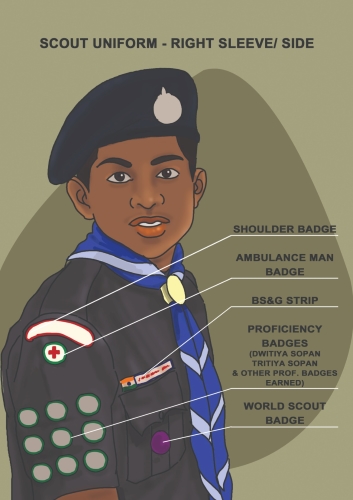 SCOUT UNIFORM - RIGHT SLEEVE/ SIDE
SHOULDER BADGE
AMBULANCE MAN
BADGE
BS&G STRIP
PROFICIENCY
BADGES
(DWITIYA SOPAN
TRITIYA SOPAN
& OTHER PROF. BADGES
EARNED)
WORLD SCOUT
BADGE